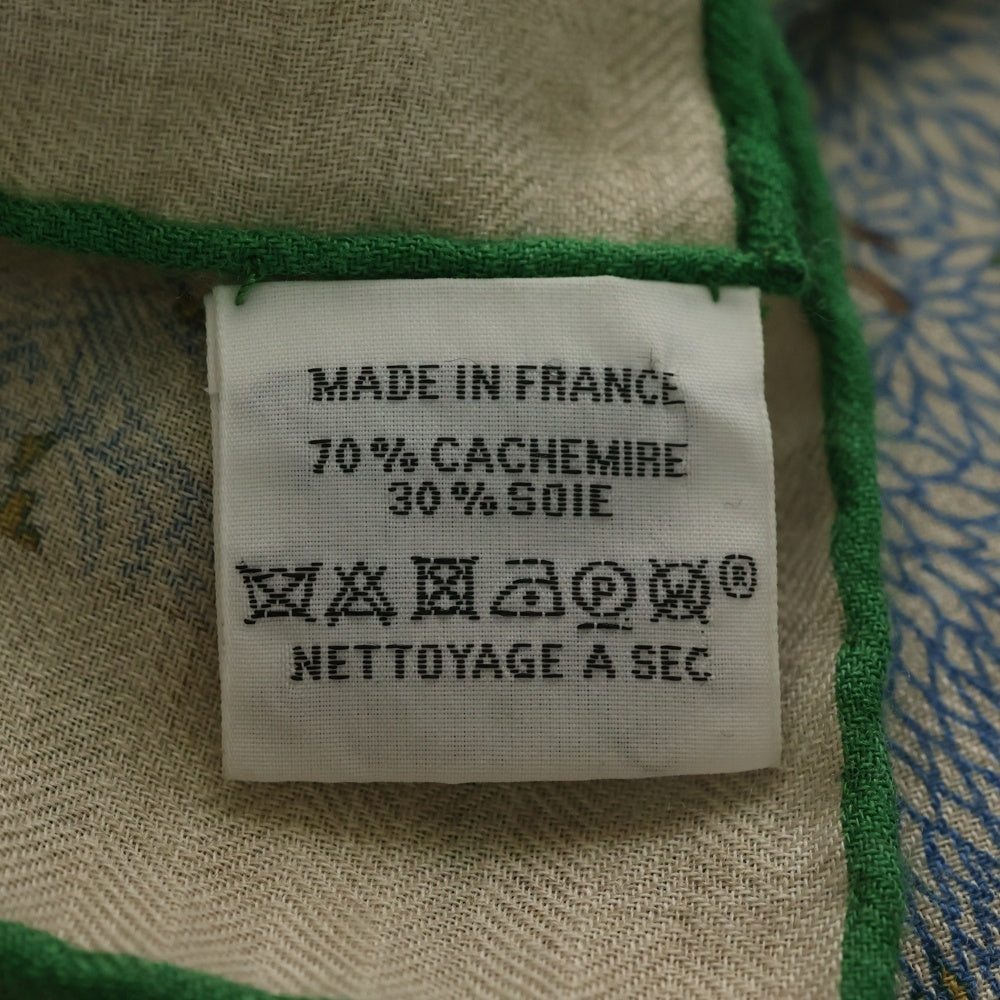 MADE IN FRANCE
70% CACHEMIRE
30% SOIE
P ®
NETTOYAGE A SEC